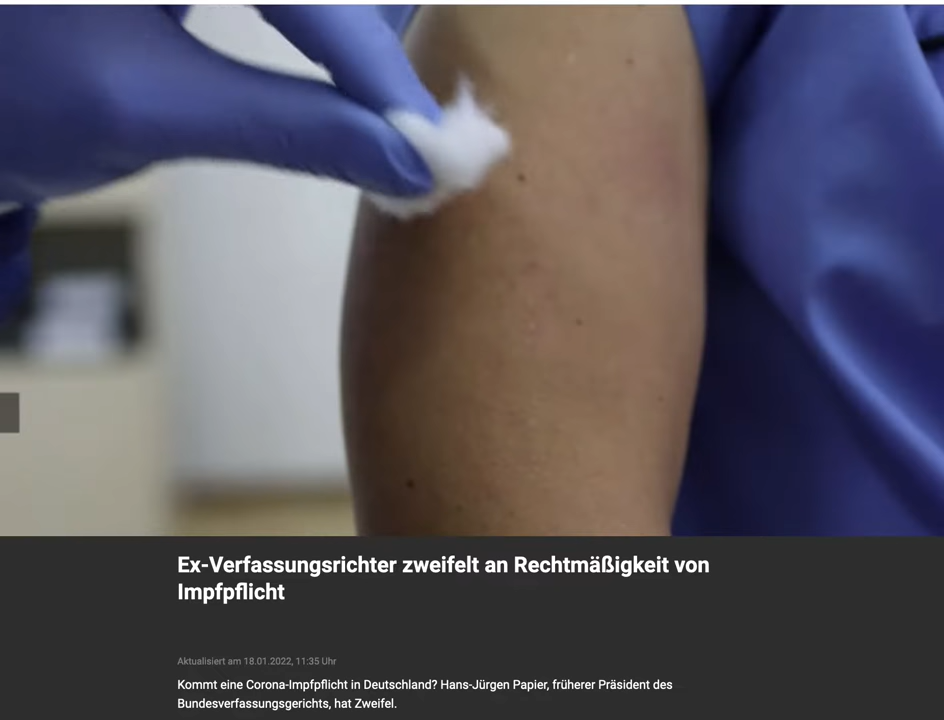 Ex-Verfassungsrichter zweifelt an Rechtmäßigkeit von
Impfpflicht
Aktualisiert am 18.01.2022, 11:35 Uhr
Kommt eine Corona-Impfpflicht in Deutschland? Hans-Jürgen Papier, früherer Präsident des
Bundesverfassungsgerichts, hat Zweifel.